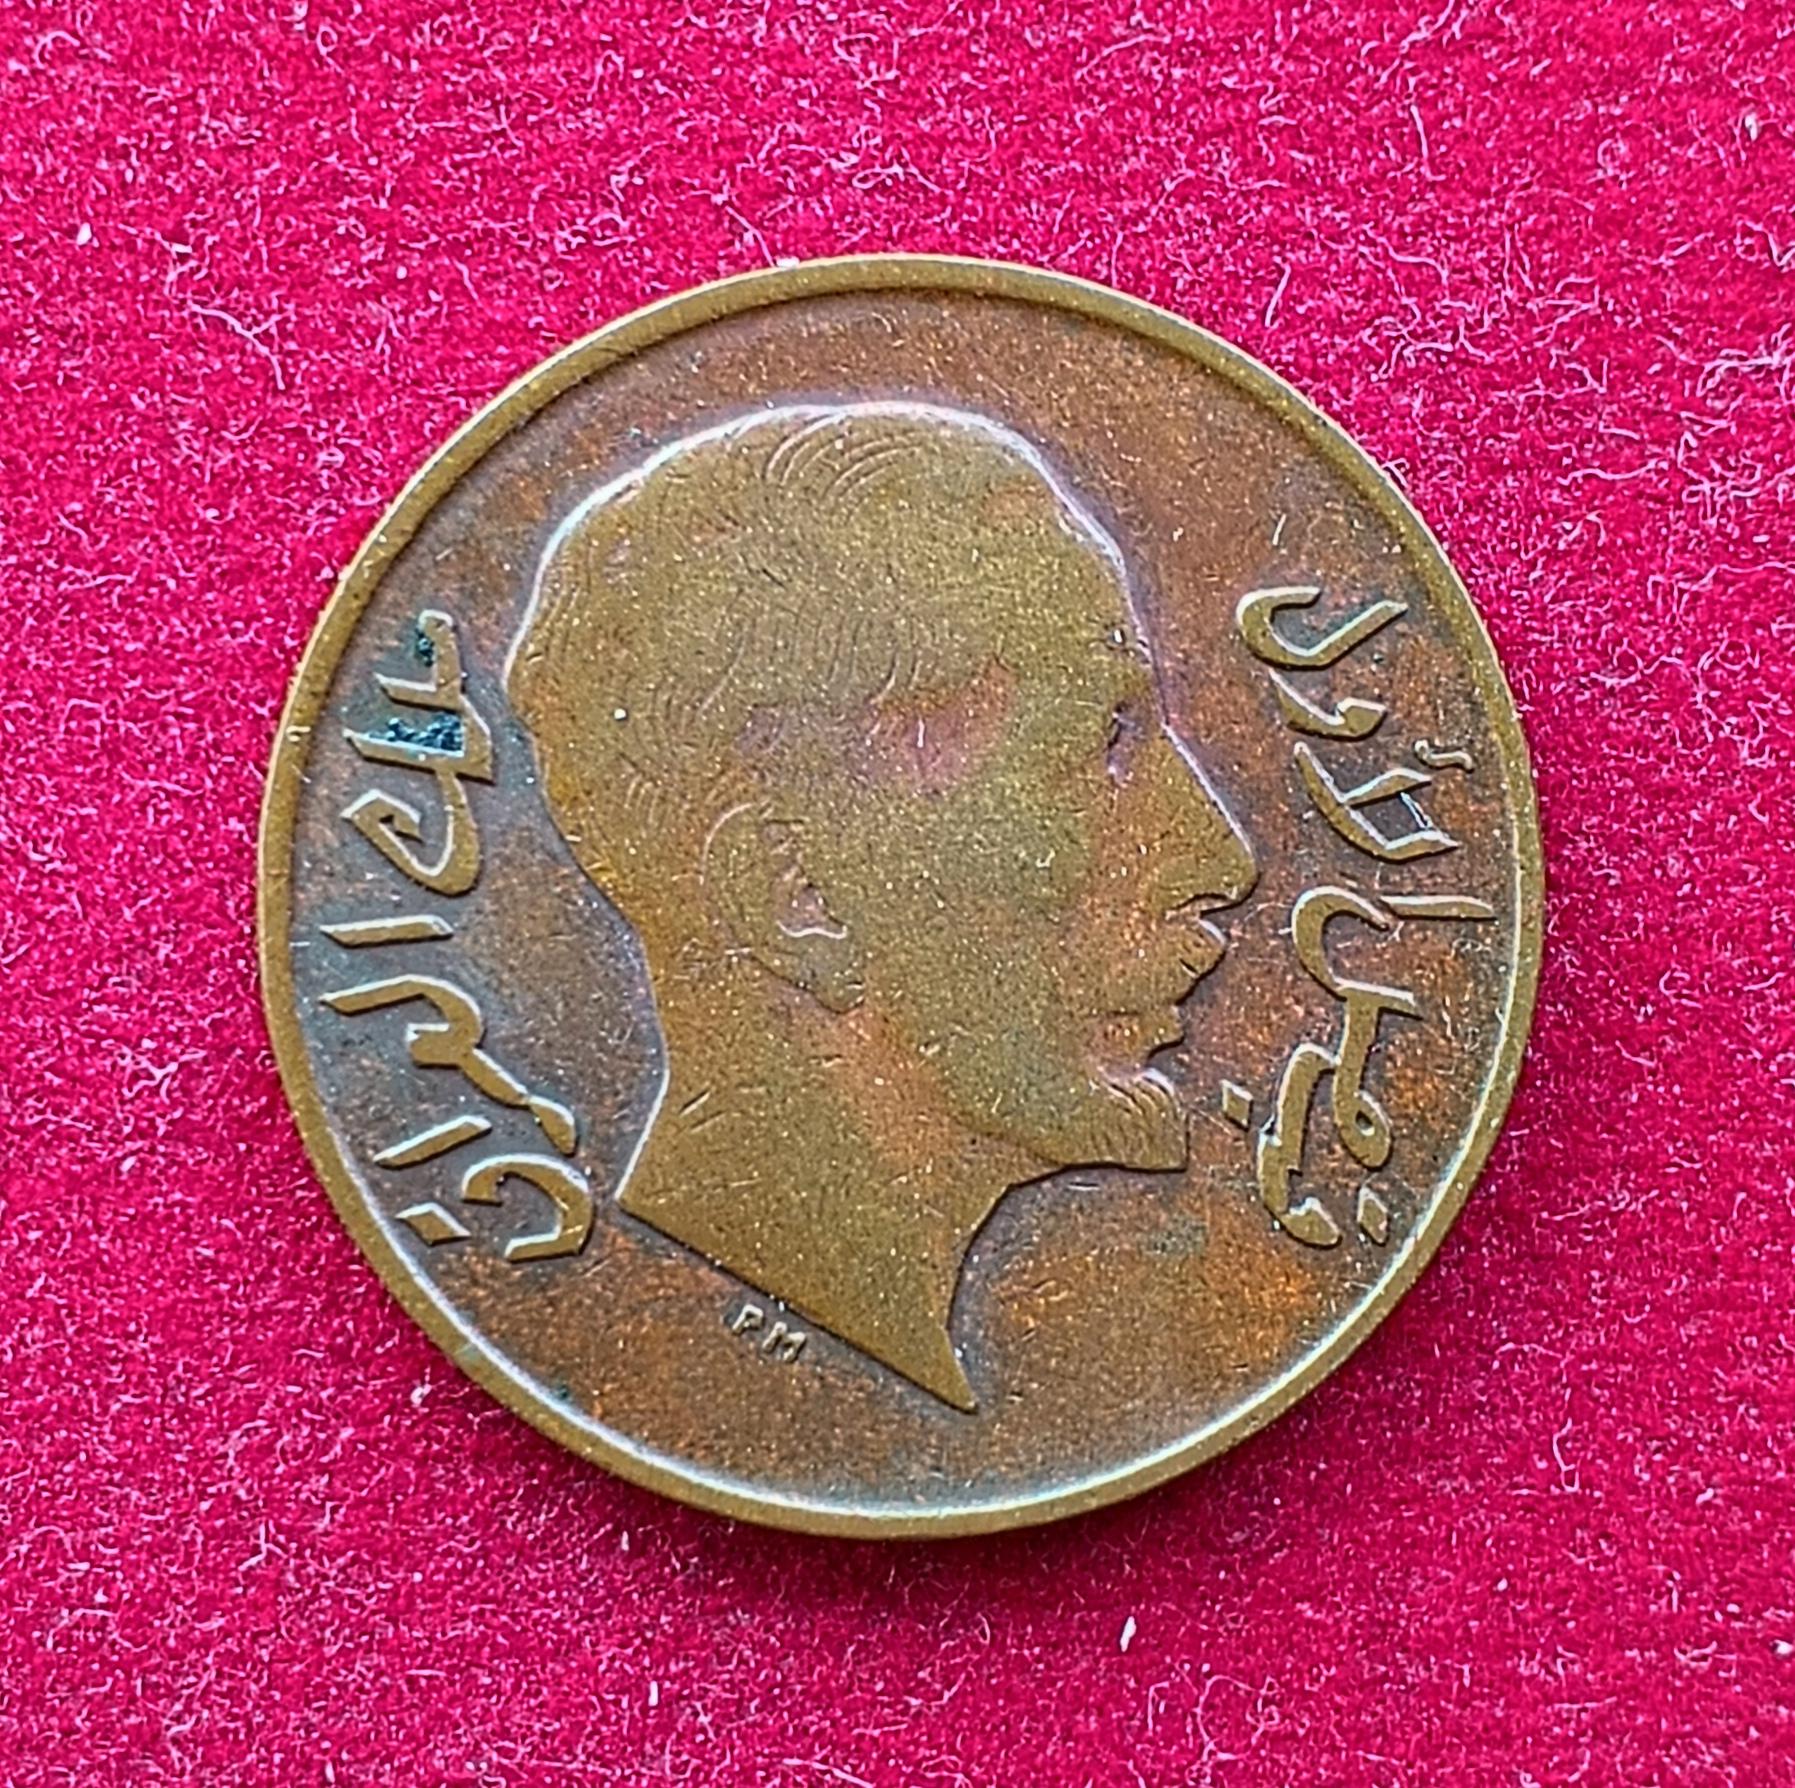 فيصل الأول
ملك العراق
PM